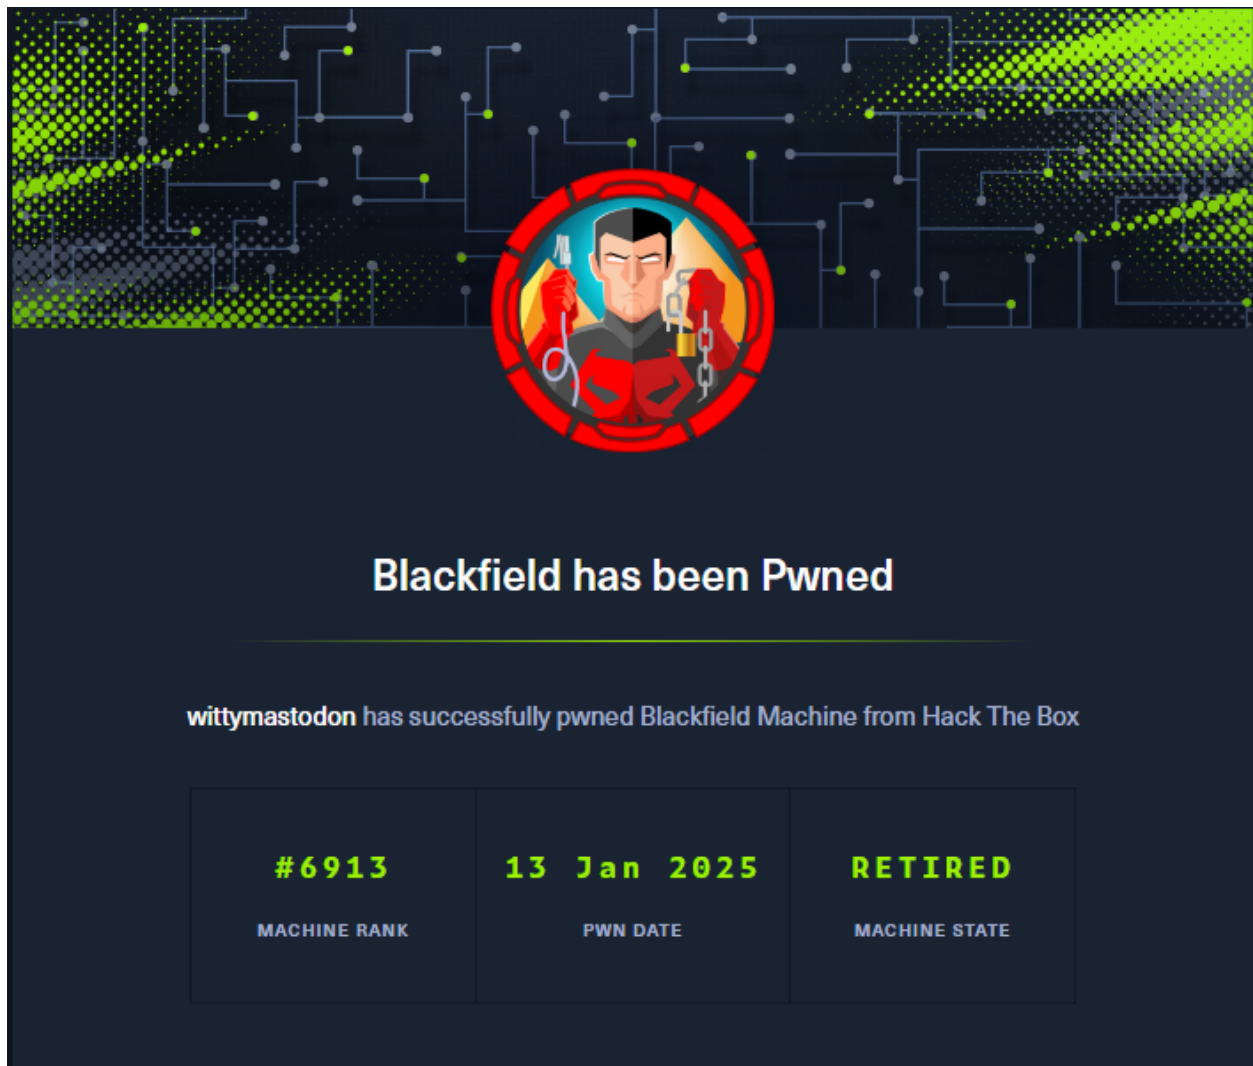 Blackfield has been Pwned
wittymastodon has successfully pwned Blackfield Machine from Hack The Box
#6913
MACHINE RANK
13 Jan 2025
PWN DATE
RETIRED
MACHINE STATE